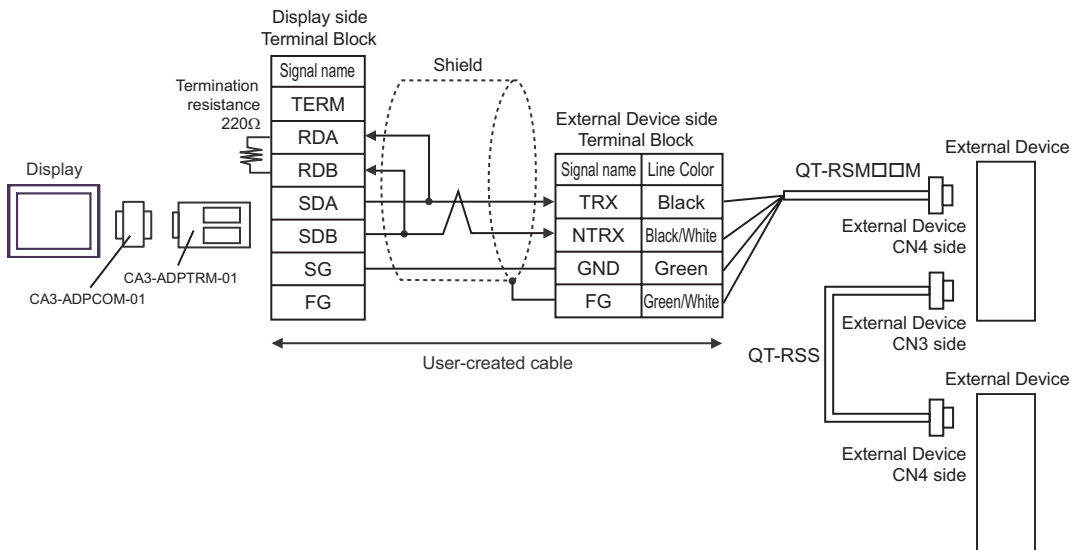 Display side
Terminal Block
Signal name
TERM
RDA
RDB
SDA
SDB
SG
FG
Termination
resistance
220Ω
Shield
Display
CA3-ADPCOM-01
CA3-ADPTRM-01
External Device side
Terminal Block
Signal name Line Color
TRX Black
NTRX Black/White
GND Green
FG Green/White
User-created cable
QT-RSM□□M
External Device
External Device
CN4 side
External Device
CN3 side
QT-RSS
External Device
External Device
CN4 side